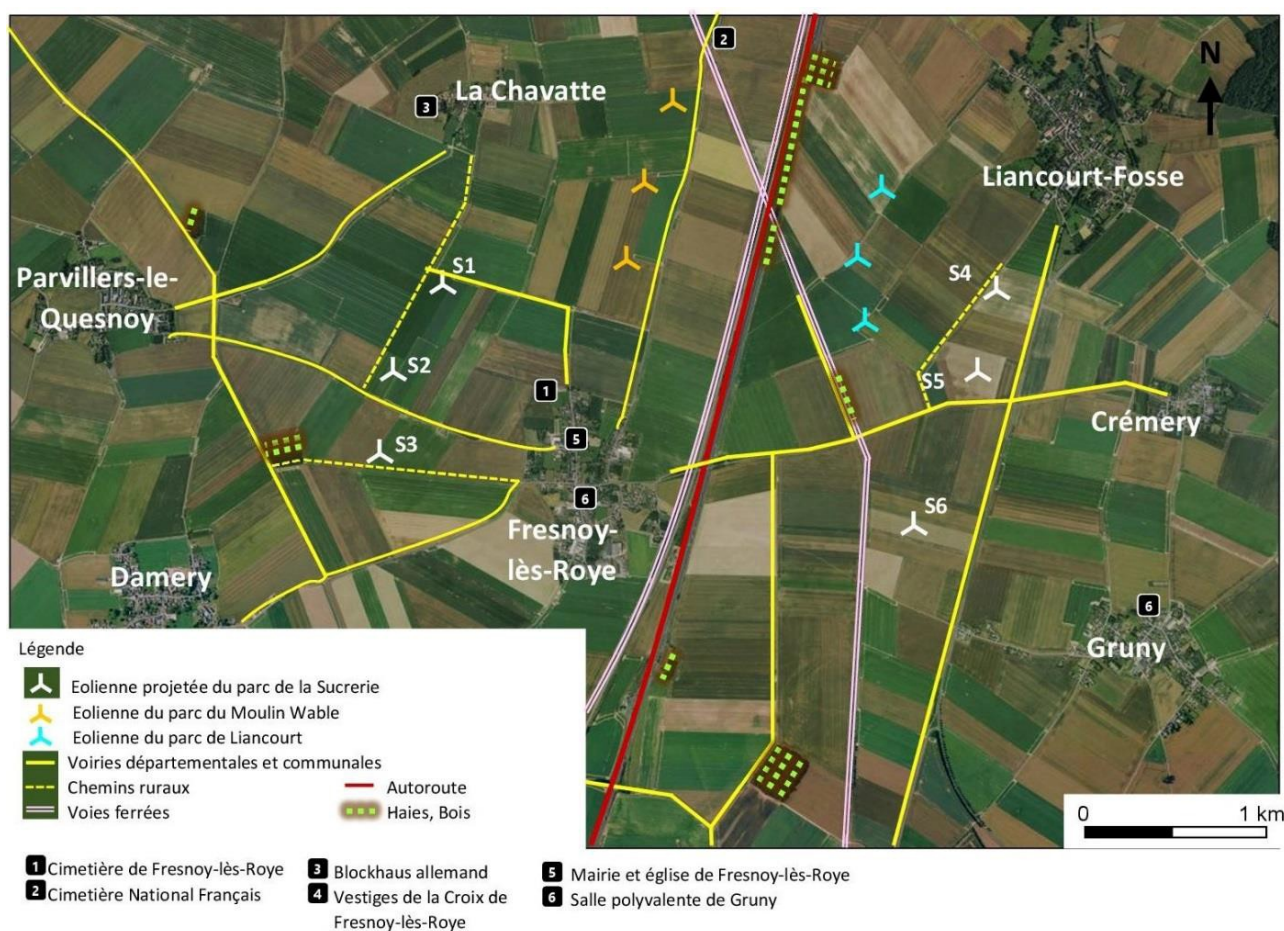 2
N
La Chavatte
3
Liancourt-Fosse
S1
S4
Parvillers-le-
Quesnoy
S2
S5
1
Crémery
S3
5
6
S6
Fresnoy-
lès-Roye
Damery
6
Gruny
Légende
Eolienne projetée du parc de la Sucrerie
Eolienne du parc du Moulin Wable
Eolienne du parc de Liancourt
Voiries départementales et communales
Chemins ruraux
Autoroute
Voies ferrées
Haies, Bois
0 1 km
1 Cimetière de Fresnoy-lès-Roye
2 Cimetière National Français
3 Blockhaus allemand
4 Vestiges de la Croix de
Fresnoy-lès-Roye
5 Mairie et église de Fresnoy-lès-Roye
6 Salle polyvalente de Gruny